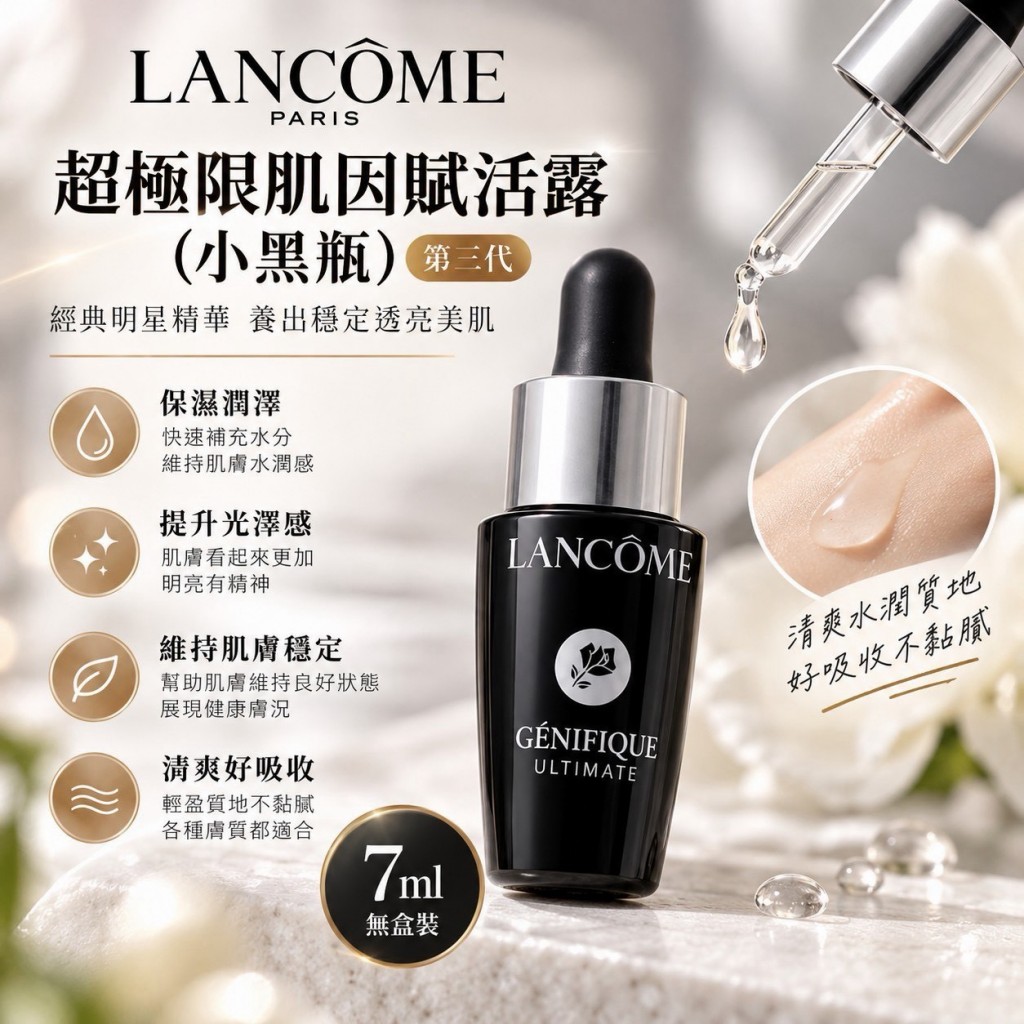 LANCÔME
PARIS
超極限肌因賦活露
(小黑瓶) 第三代
經典明星精華 養出穩定透亮美肌
保濕潤澤
快速補充水分
維持肌膚水潤感
提升光澤感
肌膚看起來更加
明亮有精神
維持肌膚穩定
幫助肌膚維持良好狀態
展現健康膚況
清爽好吸收
輕盈質地不黏膩
各種膚質都適合
7ml
無盒裝
LANCÔME
GÉNIFIQUE
ULTIMATE
清爽水潤質地
好吸收不黏膩